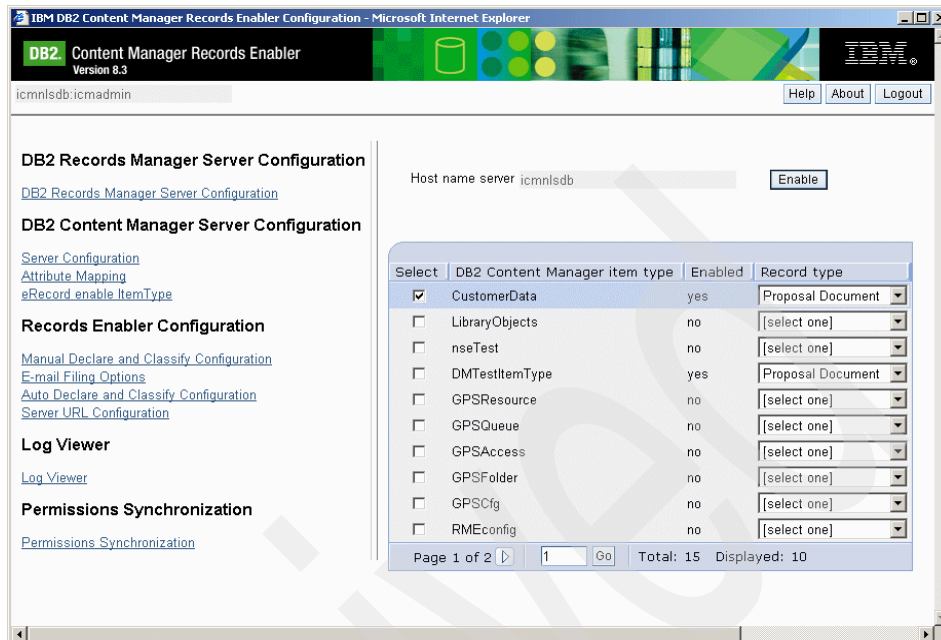 IBM DB2 Content Manager Records Enabler Configuration - Microsoft Internet Explorer
DB2. Content Manager Records Enabler
Version 8.3
IBM®
icmnlsdb:icmadmin
Help About Logout
DB2 Records Manager Server Configuration
DB2 Records Manager Server Configuration
DB2 Content Manager Server Configuration
Server Configuration
Attribute Mapping
eRecord enable ItemType
Records Enabler Configuration
Manual Declare and Classify Configuration
E-mail Filing Options
Auto Declare and Classify Configuration
Server URL Configuration
Log Viewer
Log Viewer
Permissions Synchronization
Permissions Synchronization
Host name server icmnlsdb Enable
Select DB2 Content Manager item type Enabled Record type
CustomerData yes Proposal Document
LibraryObjects no [select one]
nseTest no [select one]
DMTestItemType yes Proposal Document
GPSResource no [select one]
GPSQueue no [select one]
GPSAccess no [select one]
GPSFolder no [select one]
GPSCfg no [select one]
RMEconfig no [select one]
Page 1 of 2 1 Go Total: 15 Displayed: 10